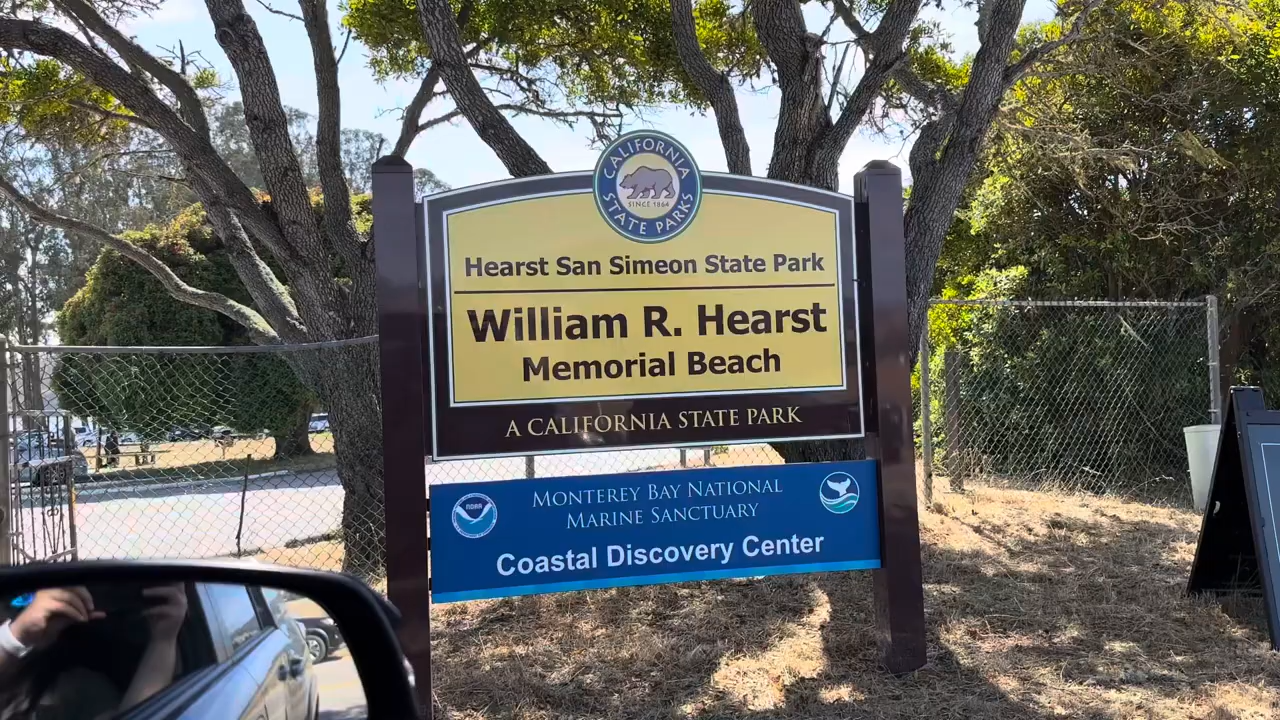 CALIFORNIA
SINCE 1864
STATE PARKS
Hearst San Simeon State Park
William R. Hearst
Memorial Beach
A CALIFORNIA STATE PARK
NOAA
MONTEREY BAY NATIONAL
MARINE SANCTUARY
Coastal Discovery Center